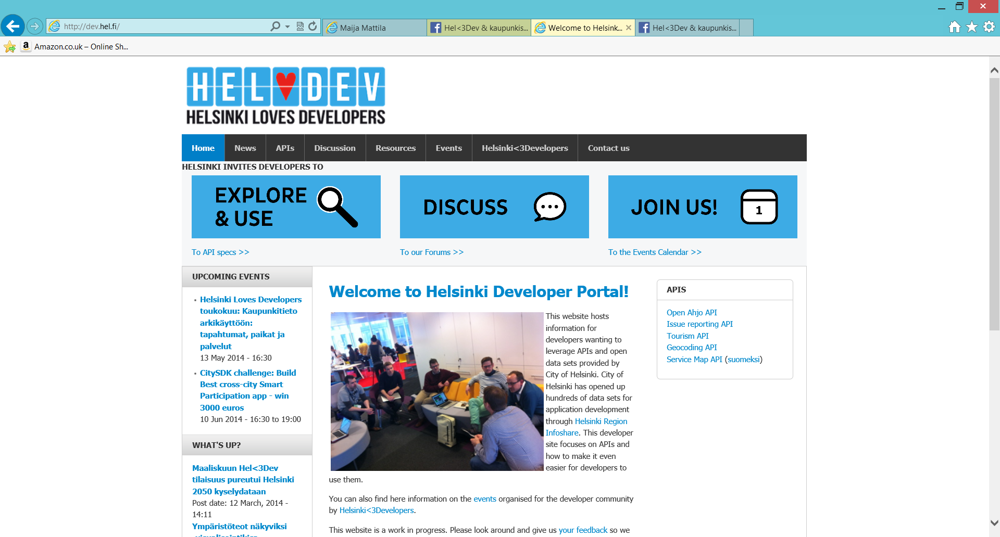 http://dev.hel.fi/
Maija Mattila
Hel<3Dev & kaupunkis...
Welcome to Helsink...
Hel<3Dev & kaupunkis...
a
Amazon.co.uk – Online Sh...
HEL DEV
HELSINKI LOVES DEVELOPERS
Home
News
APIs
Discussion
Resources
Events
Helsinki<3Developers
Contact us
HELSINKI INVITES DEVELOPERS TO
EXPLORE
& USE
DISCUSS
JOIN US!
1
To API specs >>
To our Forums >>
To the Events Calendar >>
UPCOMING EVENTS
Helsinki Loves Developers
toukokuu: Kaupunkitieto
arkikäyttöön:
tapahtumat, paikat ja
palvelut
13 May 2014 - 16:30
CitySDK challenge: Build
Best cross-city Smart
Participation app - win
3000 euros
10 Jun 2014 - 16:30 to 19:00
WHAT'S UP?
Maaliskuun Hel<3Dev
tilaisuus pureutui Helsinki
2050 kyselydataan
Post date: 12 March, 2014 -
14:11
Ympäristöteot näkyviksi
Welcome to Helsinki Developer Portal!
This website hosts
information for
developers wanting to
leverage APIs and open
data sets provided by
City of Helsinki. City of
Helsinki has opened up
hundreds of data sets for
application development
through Helsinki Region
Infoshare. This developer
site focuses on APIs and
how to make it even
easier for developers to
use them.
You can also find here information on the events organised for the developer community
by Helsinki<3Developers.
This website is a work in progress. Please look around and give us your feedback so we
APIS
Open Ahjo API
Issue reporting API
Tourism API
Geocoding API
Service Map API (suomeksi)